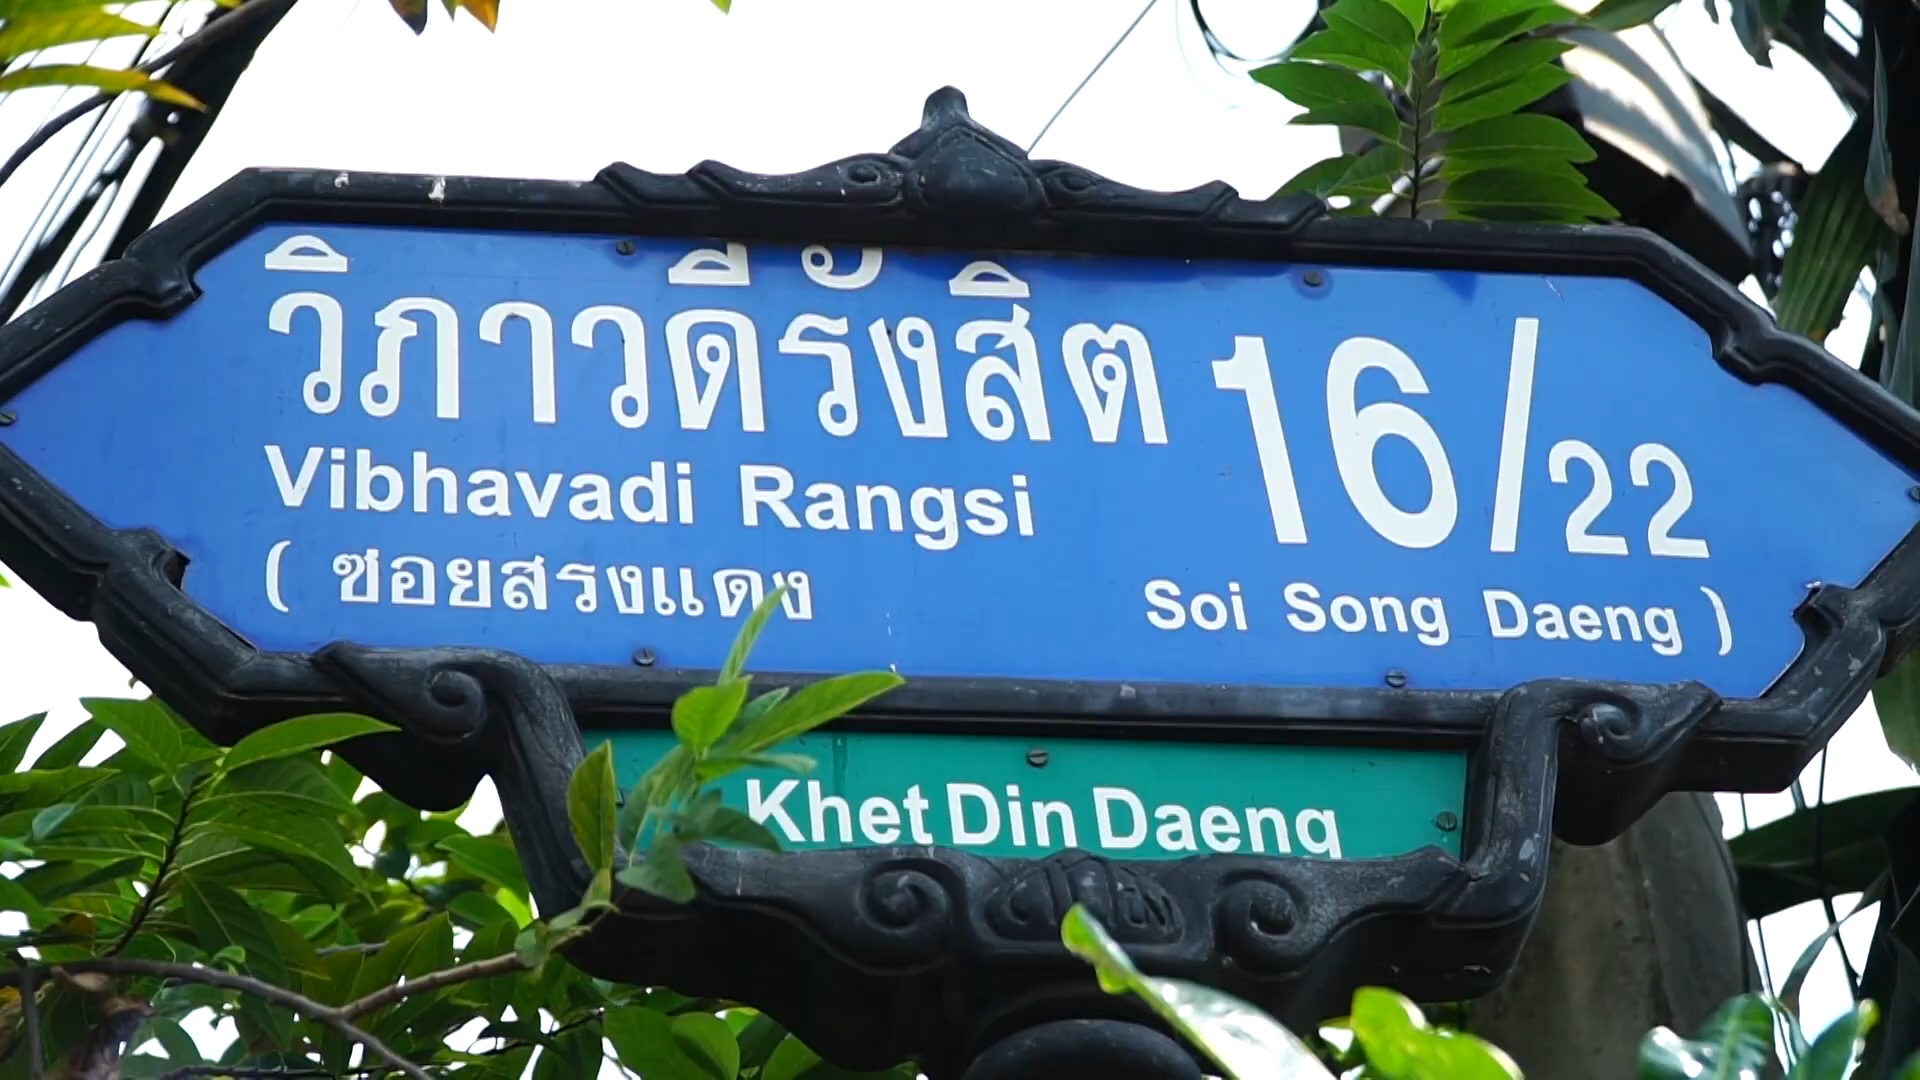 วิภาวดีรังสิต 16/22
Vibhavadi Rangsi
( ซอยสรงแดง Soi Song Daeng )
Khet Din Daeng